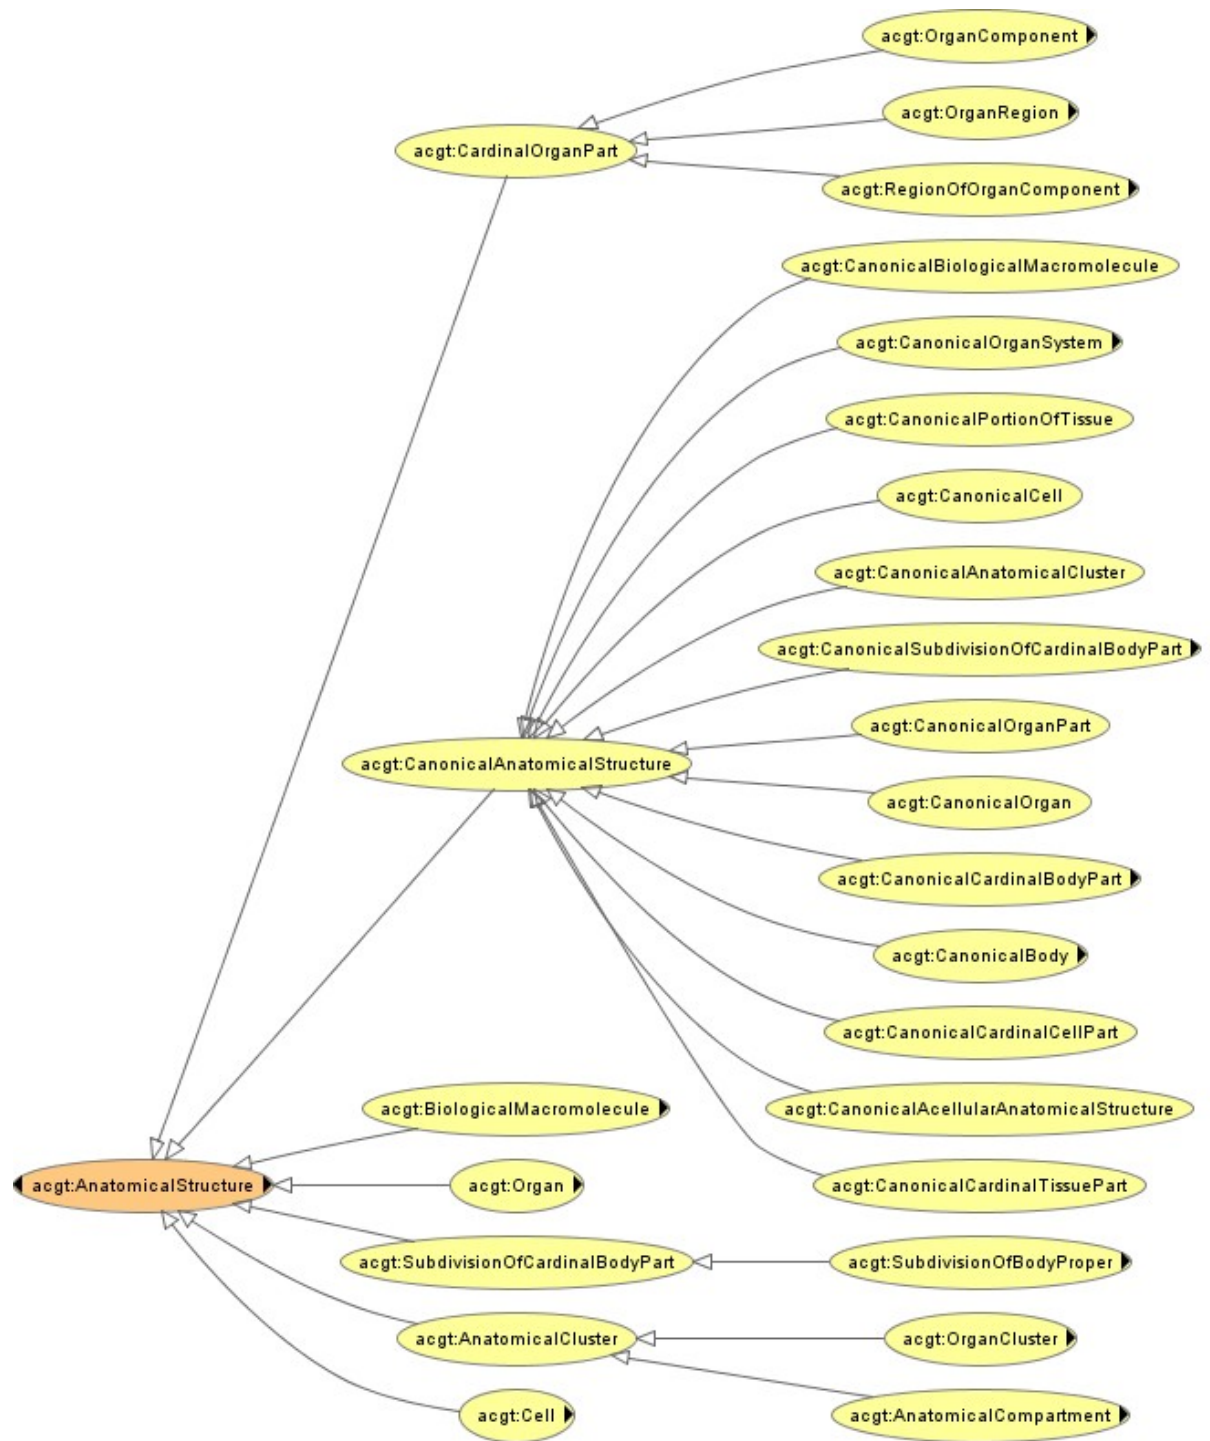 acgt:OrganComponent
acgt:OrganRegion
acgt:CardinalOrganPart
acgt:RegionOfOrganComponent
acgt:CanonicalBiologicalMacromolecule
acgt:CanonicalOrganSystem
acgt:CanonicalPortionOfTissue
acgt:CanonicalCell
acgt:CanonicalAnatomicalCluster
acgt:CanonicalSubdivisionOfCardinalBodyPart
acgt:CanonicalOrganPart
acgt:CanonicalAnatomicalStructure
acgt:CanonicalOrgan
acgt:CanonicalCardinalBodyPart
acgt:CanonicalBody
acgt:CanonicalCardinalCellPart
acgt:BiologicalMacromolecule
acgt:CanonicalAcellularAnatomicalStructure
acgt:AnatomicalStructure
acgt:Organ
acgt:CanonicalCardinalTissuePart
acgt:SubdivisionOfCardinalBodyPart
acgt:SubdivisionOfBodyProper
acgt:AnatomicalCluster
acgt:OrganCluster
acgt:Cell
acgt:AnatomicalCompartment